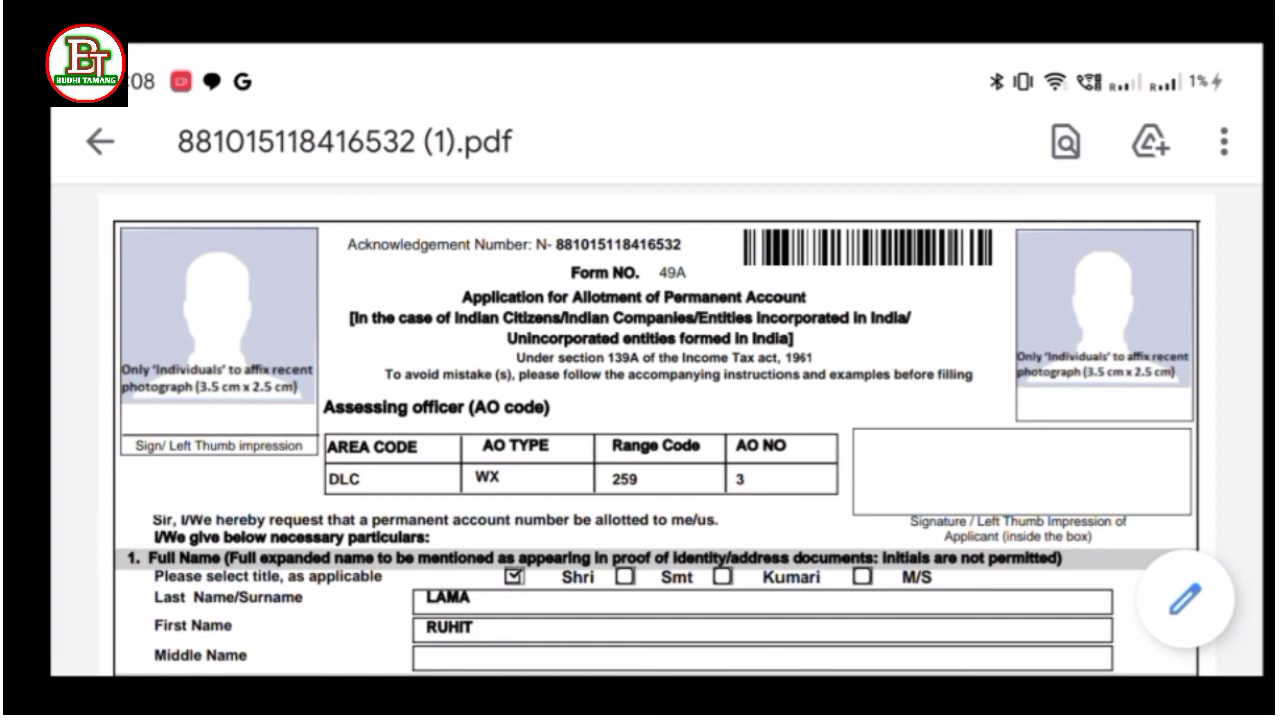 BT
BUDHI TAMANG
:08
G
R
R
1%
881015118416532 (1).pdf
Acknowledgement Number: N- 881015118416532
Form NO. 49A
Application for Allotment of Permanent Account
[In the case of Indian Citizens/Indian Companies/Entities incorporated in India/
Unincorporated entities formed in India]
Under section 139A of the Income Tax act, 1961
To avoid mistake (s), please follow the accompanying instructions and examples before filling
Only 'Individuals' to affix recent
photograph (3.5 cm x 2.5 cm)
Only 'Individuals' to affix recent
photograph (3.5 cm x 2.5 cm)
Assessing officer (AO code)
Sign/ Left Thumb impression
AREA CODE AO TYPE Range Code AO NO
DLC WX 259 3
Sir, I/We hereby request that a permanent account number be allotted to me/us.
I/We give below necessary particulars:
Signature / Left Thumb Impression of
Applicant (inside the box)
1. Full Name (Full expanded name to be mentioned as appearing in proof of identity/address documents: initials are not permitted)
Please select title, as applicable Shri Smt Kumari M/S
Last Name/Surname LAMA
First Name RUHIT
Middle Name